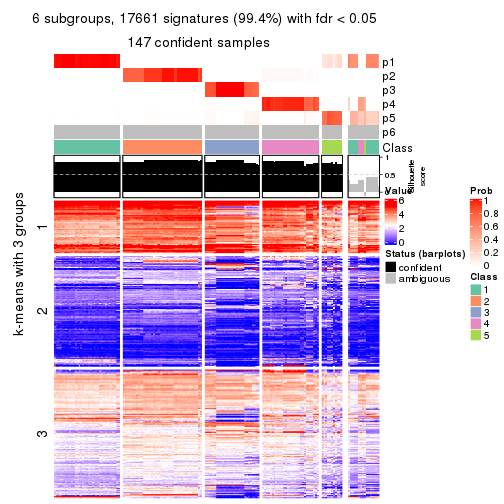 6 subgroups, 17661 signatures (99.4%) with fdr < 0.05
147 confident samples
p1
p2
p3
p4
p5
p6
Class
1
0.5
0
Silhouette
score
k-means with 3 groups
1
2
3
Value
6
4
2
0
Status (barplots)
confident
ambiguous
Prob
1
0.8
0.6
0.4
0.2
0
Class
1
2
3
4
5